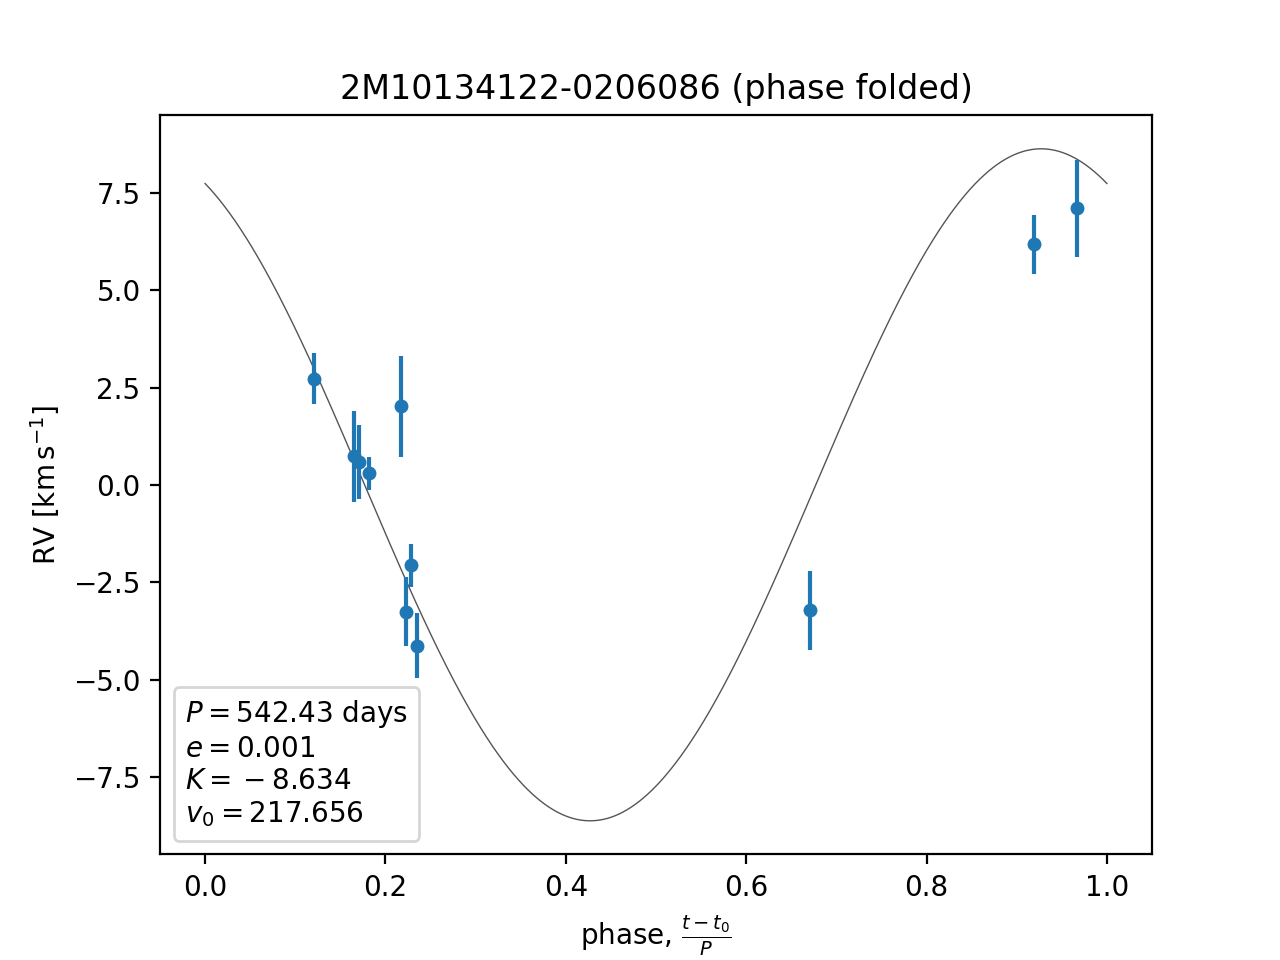 2M10134122-0206086 (phase folded)
RV [km s⁻¹]
7.5
5.0
2.5
0.0
−2.5
−5.0
−7.5
P = 542.43 days
e = 0.001
K = −8.634
v₀ = 217.656
0.0 0.2 0.4 0.6 0.8 1.0
phase, (t − t₀)/P